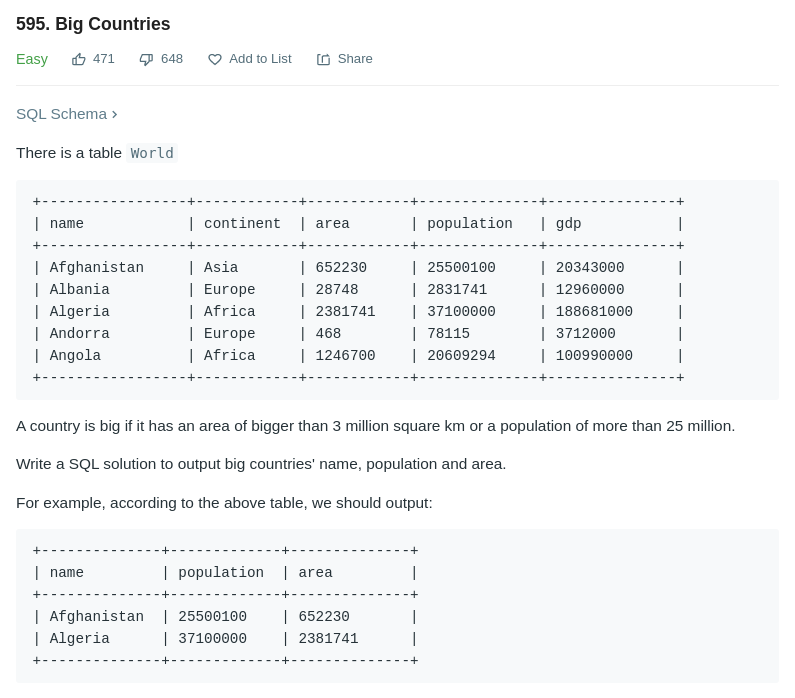 595. Big Countries
Easy 471 648 Add to List Share
SQL Schema ›
There is a table World
+-----------------+------------+-----------+--------------+---------------+
| name            | continent  | area      | population   | gdp           |
+-----------------+------------+-----------+--------------+---------------+
| Afghanistan     | Asia       | 652230    | 25500100     | 20343000      |
| Albania         | Europe     | 28748     | 2831741      | 12960000      |
| Algeria         | Africa     | 2381741   | 37100000     | 188681000     |
| Andorra         | Europe     | 468       | 78115        | 3712000       |
| Angola          | Africa     | 1246700   | 20609294     | 100990000     |
+-----------------+------------+-----------+--------------+---------------+
A country is big if it has an area of bigger than 3 million square km or a population of more than 25 million.
Write a SQL solution to output big countries' name, population and area.
For example, according to the above table, we should output:
+--------------+-------------+--------------+
| name         | population  | area         |
+--------------+-------------+--------------+
| Afghanistan  | 25500100    | 652230       |
| Algeria      | 37100000    | 2381741      |
+--------------+-------------+--------------+